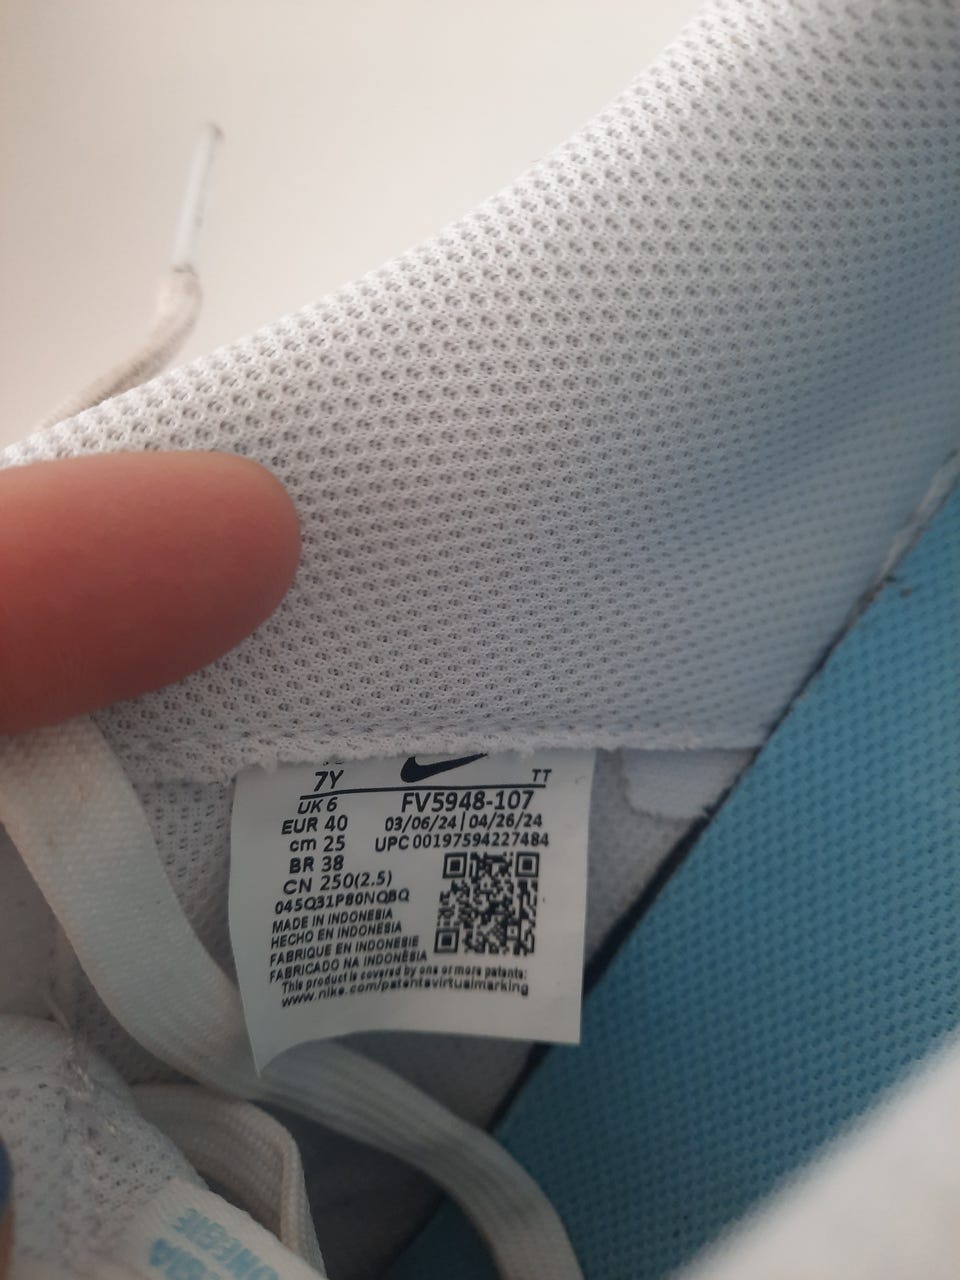 7Y
TT
UK 6
FV5948-107
EUR 40
03/06/24 | 04/26/24
cm 25
UPC 00197594227484
BR 38
CN 250(2.5)
045Q31P80NQBQ
MADE IN INDONESIA
HECHO EN INDONESIA
FABRIQUE EN INDONESIE
FABRICADO NA INDONÉSIA
This product is covered by one or more patents:
www.nike.com/patentsvirtualmarking